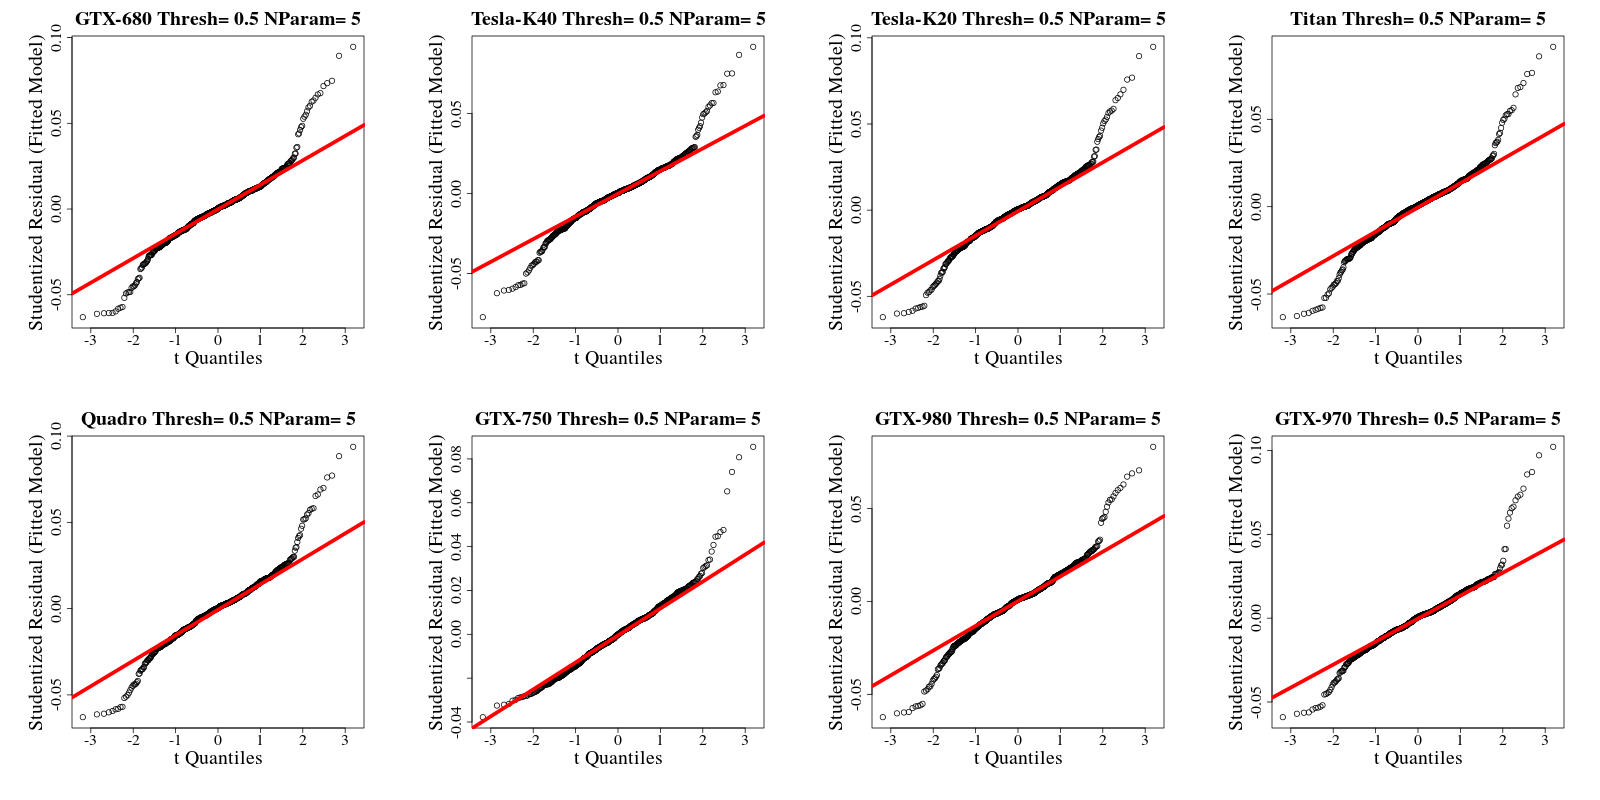 GTX-680 Thresh= 0.5 NParam= 5
Studentized Residual (Fitted Model)
-0.05 0.00 0.05 0.10
-3 -2 -1 0 1 2 3
t Quantiles
Tesla-K40 Thresh= 0.5 NParam= 5
Studentized Residual (Fitted Model)
-0.05 0.00 0.05
-3 -2 -1 0 1 2 3
t Quantiles
Tesla-K20 Thresh= 0.5 NParam= 5
Studentized Residual (Fitted Model)
-0.05 0.00 0.05 0.10
-3 -2 -1 0 1 2 3
t Quantiles
Titan Thresh= 0.5 NParam= 5
Studentized Residual (Fitted Model)
-0.05 0.00 0.05
-3 -2 -1 0 1 2 3
t Quantiles
Quadro Thresh= 0.5 NParam= 5
Studentized Residual (Fitted Model)
-0.05 0.00 0.05 0.10
-3 -2 -1 0 1 2 3
t Quantiles
GTX-750 Thresh= 0.5 NParam= 5
Studentized Residual (Fitted Model)
-0.04 0.00 0.02 0.04 0.06 0.08
-3 -2 -1 0 1 2 3
t Quantiles
GTX-980 Thresh= 0.5 NParam= 5
Studentized Residual (Fitted Model)
-0.05 0.00 0.05
-3 -2 -1 0 1 2 3
t Quantiles
GTX-970 Thresh= 0.5 NParam= 5
Studentized Residual (Fitted Model)
-0.05 0.00 0.05 0.10
-3 -2 -1 0 1 2 3
t Quantiles